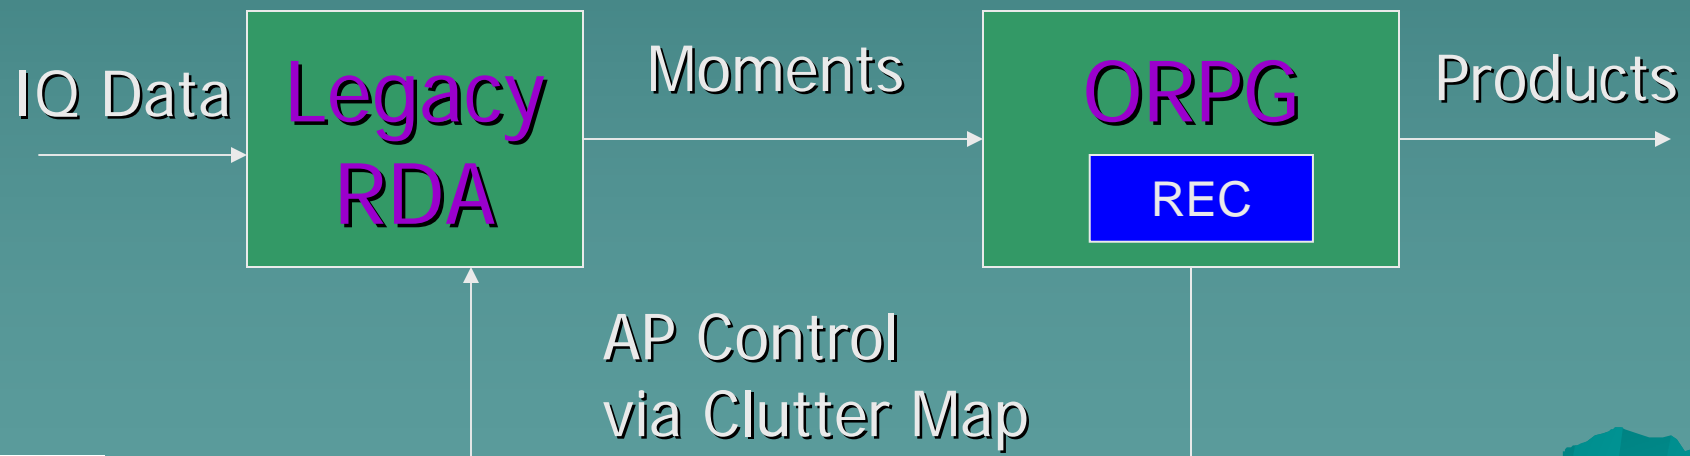 IQ Data
Legacy
RDA
Moments
ORPG
REC
Products
AP Control
via Clutter Map